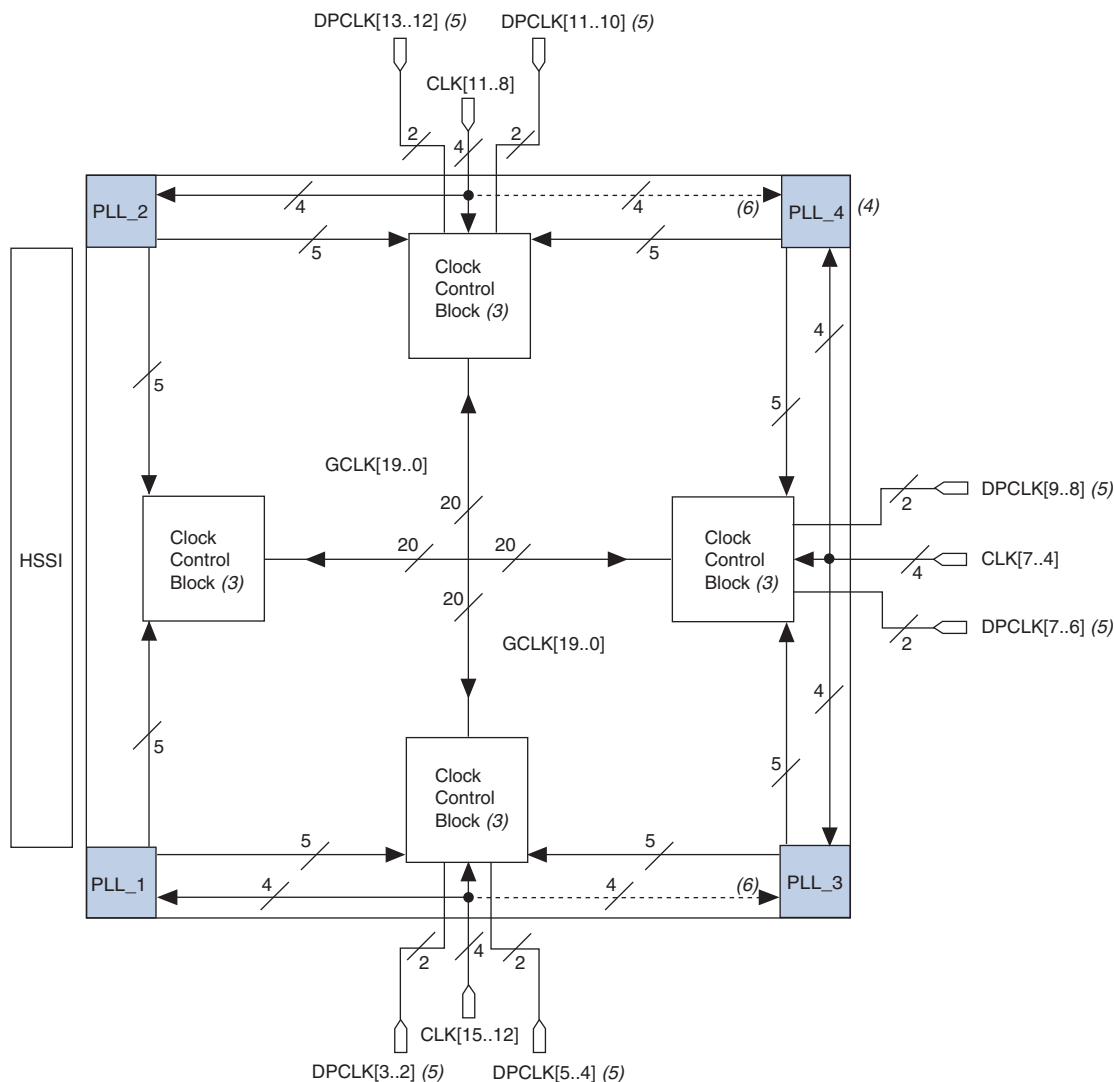 DPCLK[13..12] (5)
DPCLK[11..10] (5)
CLK[11..8]
2
4
2
PLL_2
4
4
(6)
PLL_4
(4)
5
5
Clock
Control
Block (3)
4
5
5
GCLK[19..0]
20
2
DPCLK[9..8] (5)
HSSI
Clock
Control
Block (3)
20
20
Clock
Control
Block (3)
4
CLK[7..4]
20
2
DPCLK[7..6] (5)
GCLK[19..0]
4
5
5
Clock
Control
Block (3)
5
5
PLL_1
4
4
(6)
PLL_3
2
4
2
CLK[15..12]
DPCLK[3..2] (5)
DPCLK[5..4] (5)